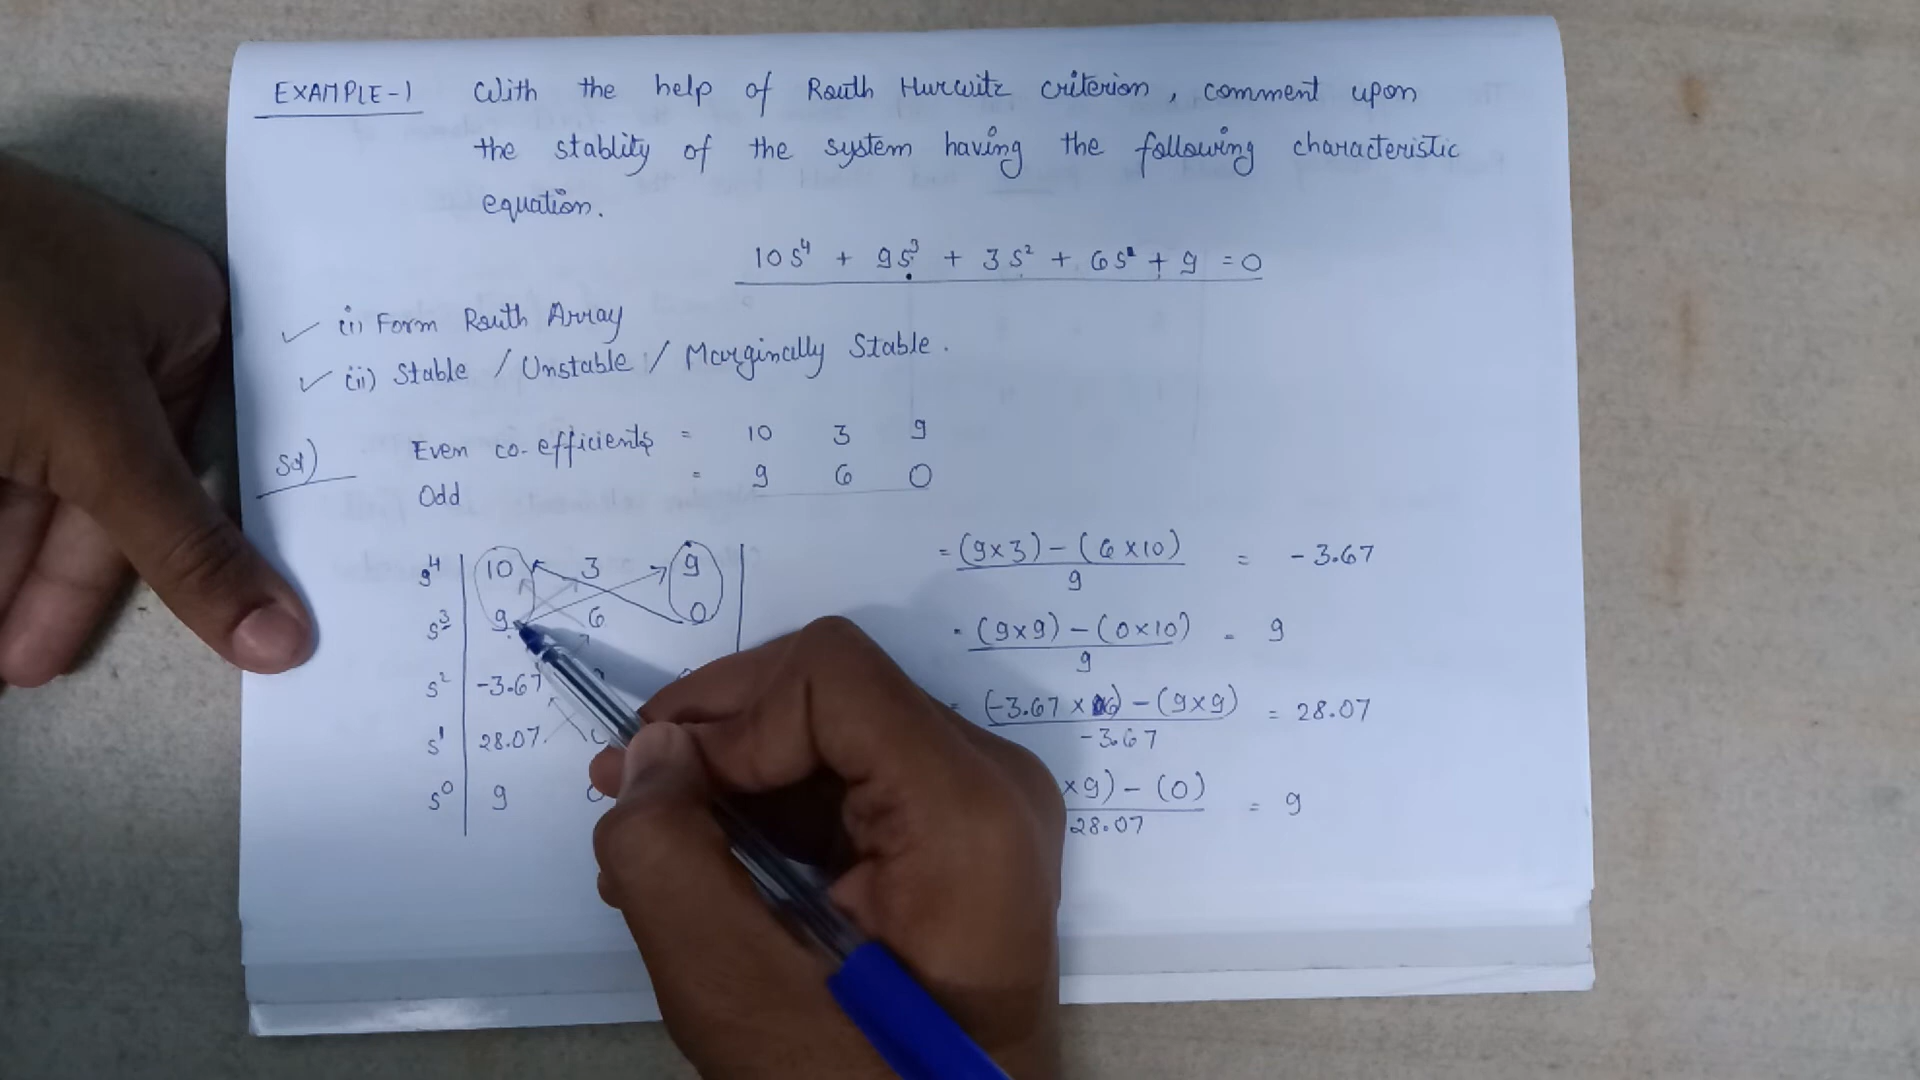 EXAMPLE-1 With the help of Routh Hurwitz criterion, comment upon
the stablity of the system having the following characteristic
equation.
10s⁴ + 9s³ + 3s² + 6s + 9 = 0
(i) Form Routh Array
(ii) Stable / Unstable / Marginally Stable.
Sol) Even co-efficients = 10 3 9
Odd = 9 6 0
s⁴ 10 3 9
s³ 9 6 0
s² -3.67
s¹ 28.07
s⁰ 9 0
= (9×3) - (6×10) = -3.67
9
= (9×9) - (0×10) = 9
9
= (-3.67 × 6) - (9×9) = 28.07
-3.67
×9) - (0) = 9
28.07